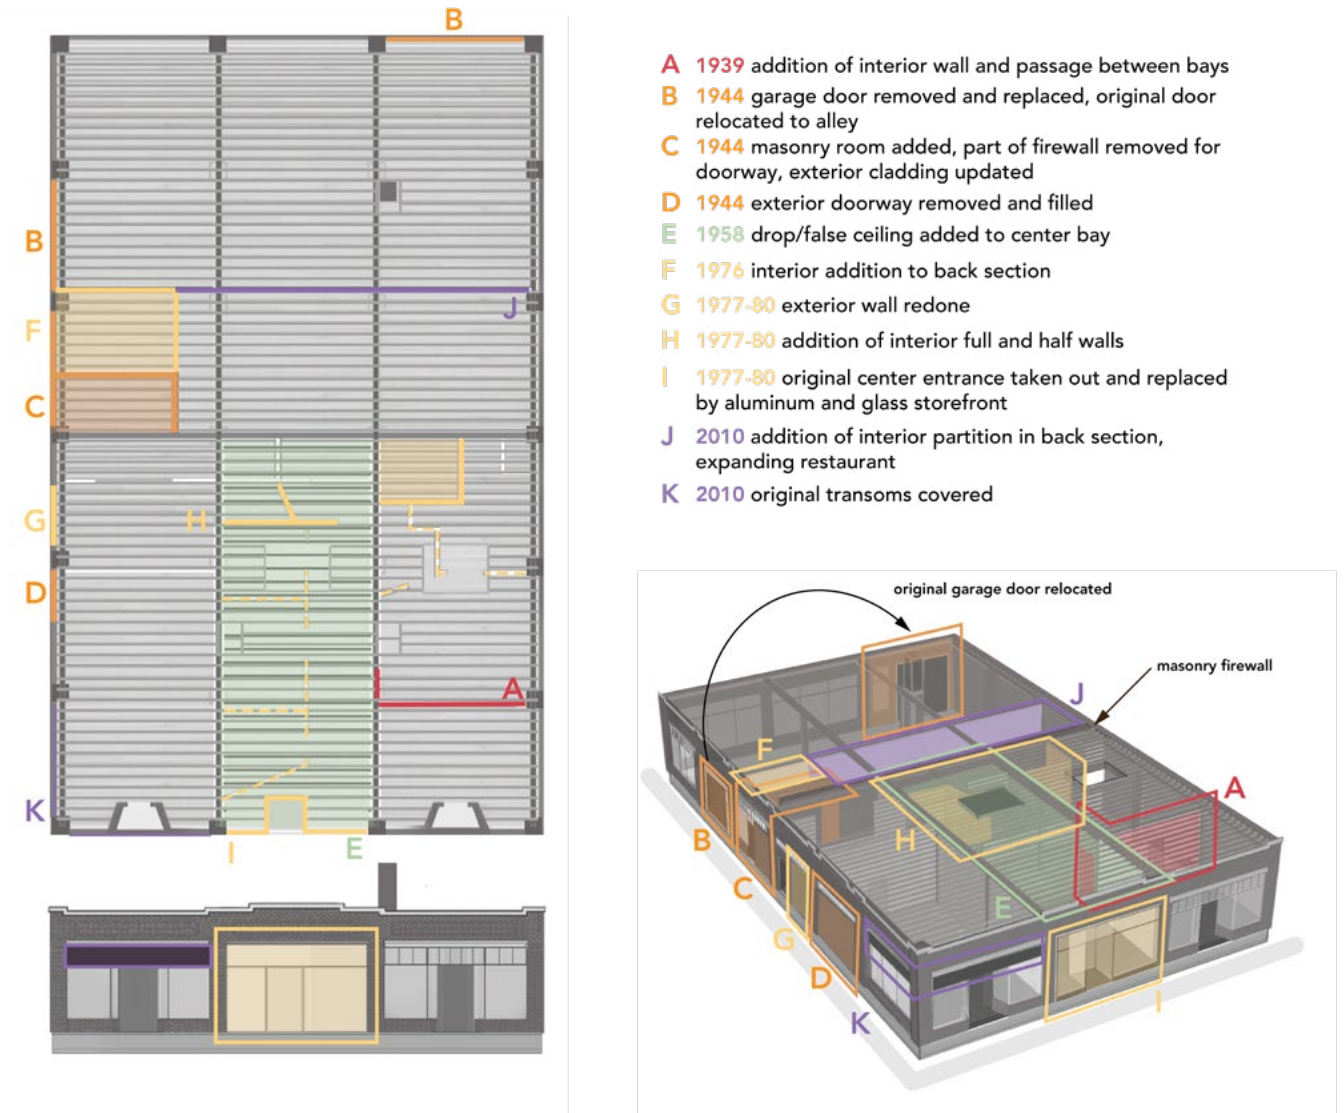 B
A 1939 addition of interior wall and passage between bays
B 1944 garage door removed and replaced, original door
relocated to alley
C 1944 masonry room added, part of firewall removed for
doorway, exterior cladding updated
D 1944 exterior doorway removed and filled
E 1958 drop/false ceiling added to center bay
F 1976 interior addition to back section
G 1977-80 exterior wall redone
H 1977-80 addition of interior full and half walls
I 1977-80 original center entrance taken out and replaced
by aluminum and glass storefront
J 2010 addition of interior partition in back section,
expanding restaurant
K 2010 original transoms covered
B
J
F
C
H
G
D
A
K
I
E
original garage door relocated
masonry firewall
J
F
A
B
H
C
E
G
D
K
I